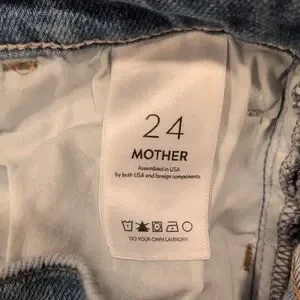 24
MOTHER
Assembled in USA
by both USA and foreign components
DO YOUR OWN LAUNDRY